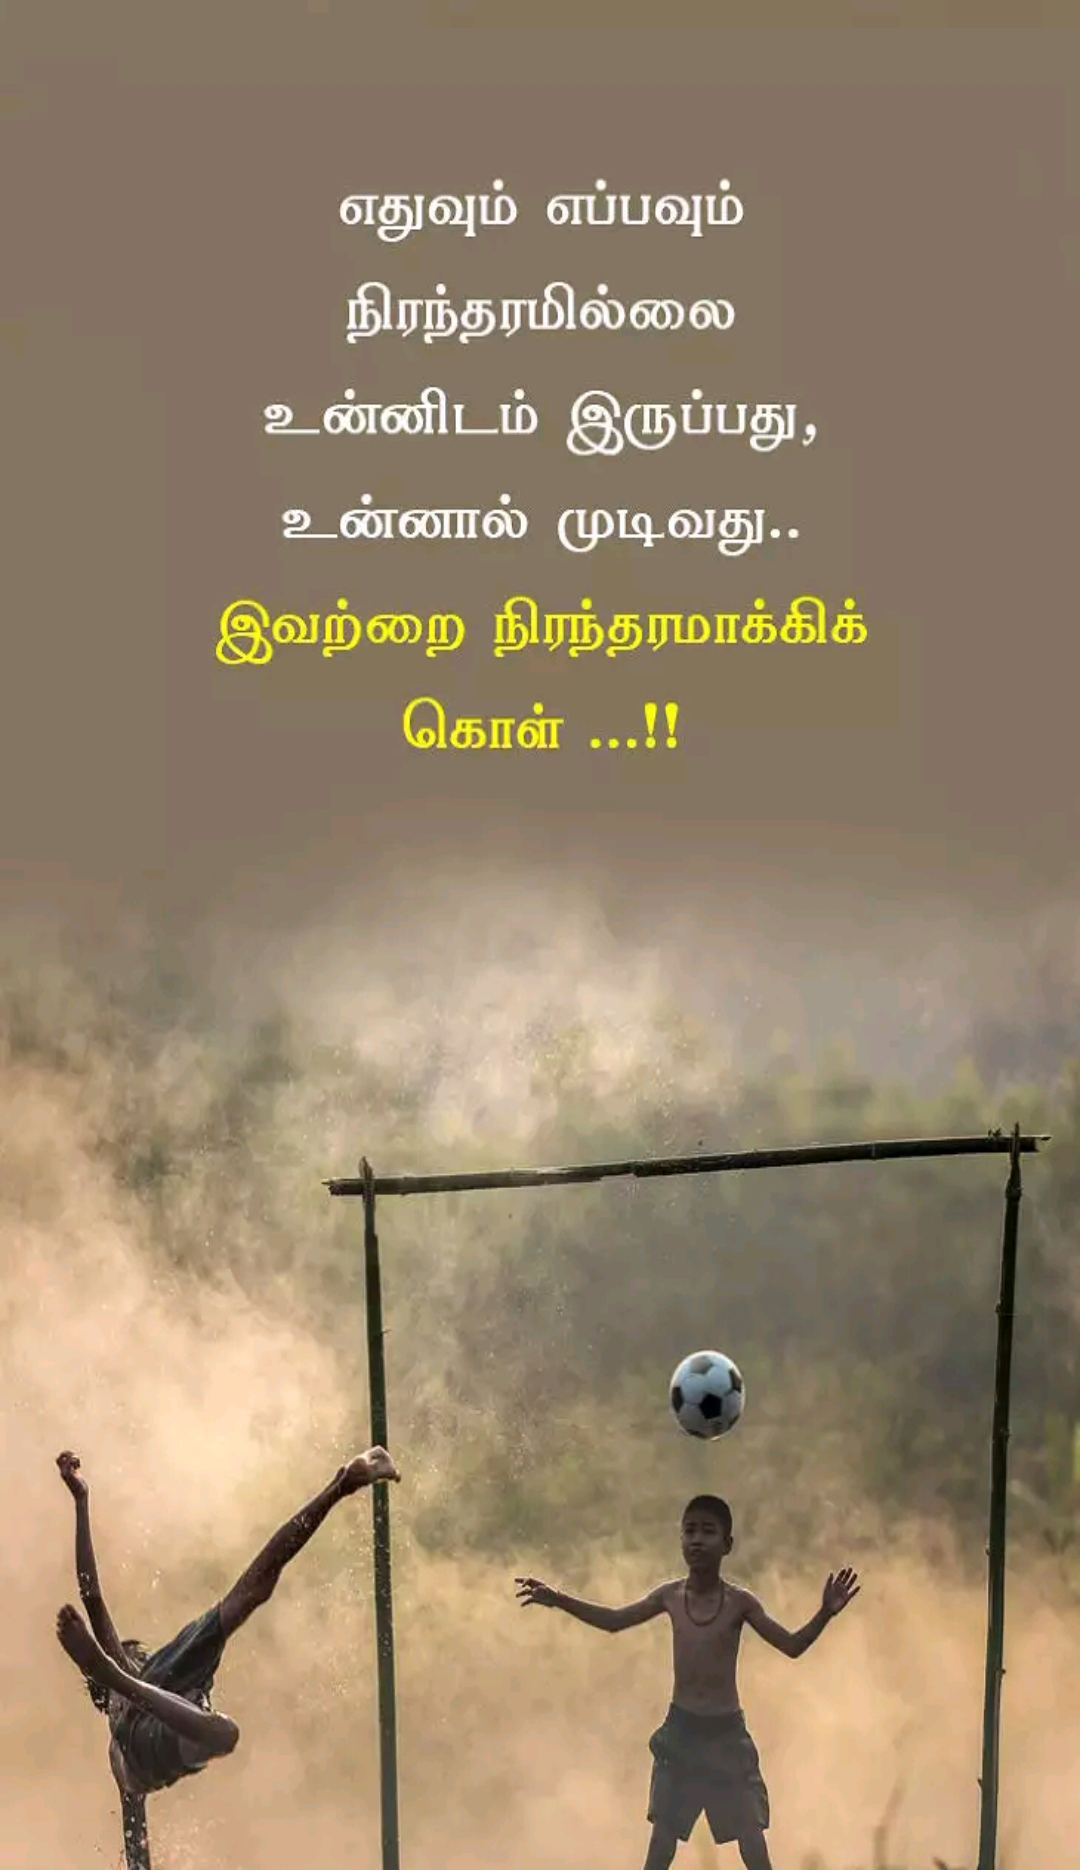 எதுவும் எப்பவும்
நிரந்தரமில்லை
உன்னிடம் இருப்பது,
உன்னால் முடிவது..
இவற்றை நிரந்தரமாக்கிக்
கொள் ...!!